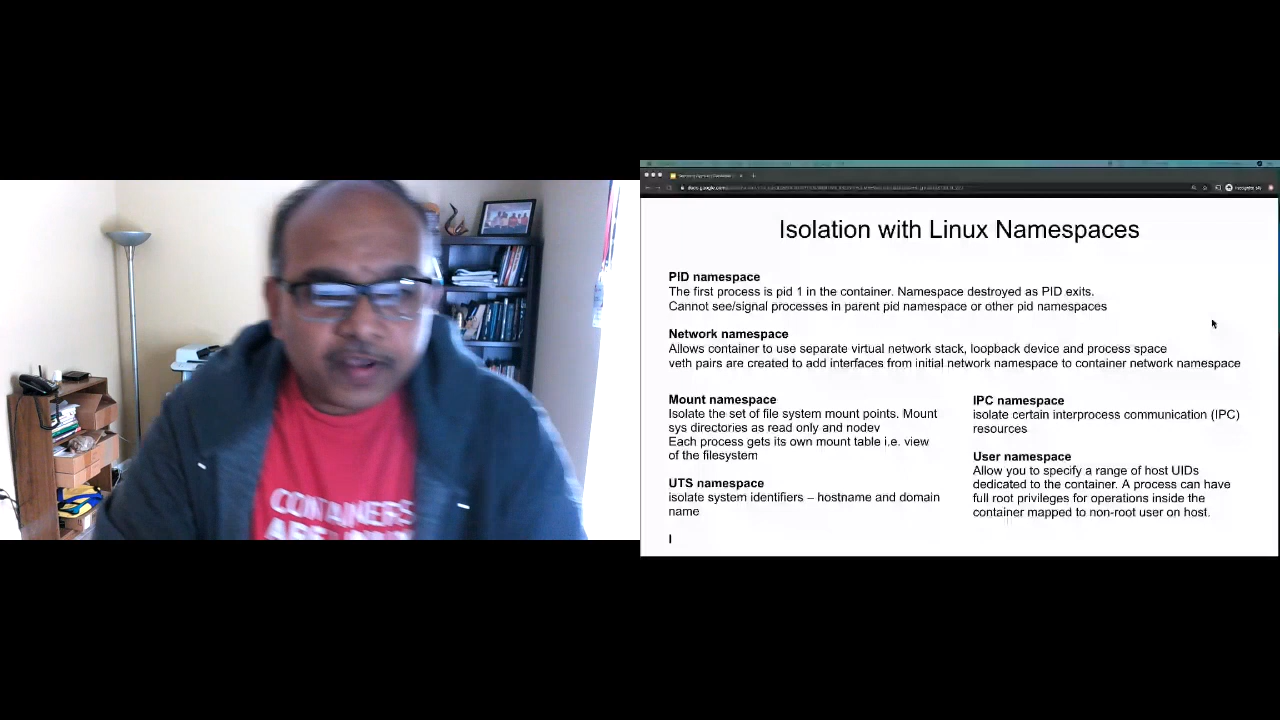 CONTAINERS
docs.google.com
Incognito
Isolation with Linux Namespaces
PID namespace
The first process is pid 1 in the container. Namespace destroyed as PID exits.
Cannot see/signal processes in parent pid namespace or other pid namespaces
Network namespace
Allows container to use separate virtual network stack, loopback device and process space
veth pairs are created to add interfaces from initial network namespace to container network namespace
Mount namespace
Isolate the set of file system mount points. Mount
sys directories as read only and nodev
Each process gets its own mount table i.e. view
of the filesystem
UTS namespace
isolate system identifiers – hostname and domain
name
I
IPC namespace
isolate certain interprocess communication (IPC)
resources
User namespace
Allow you to specify a range of host UIDs
dedicated to the container. A process can have
full root privileges for operations inside the
container mapped to non-root user on host.